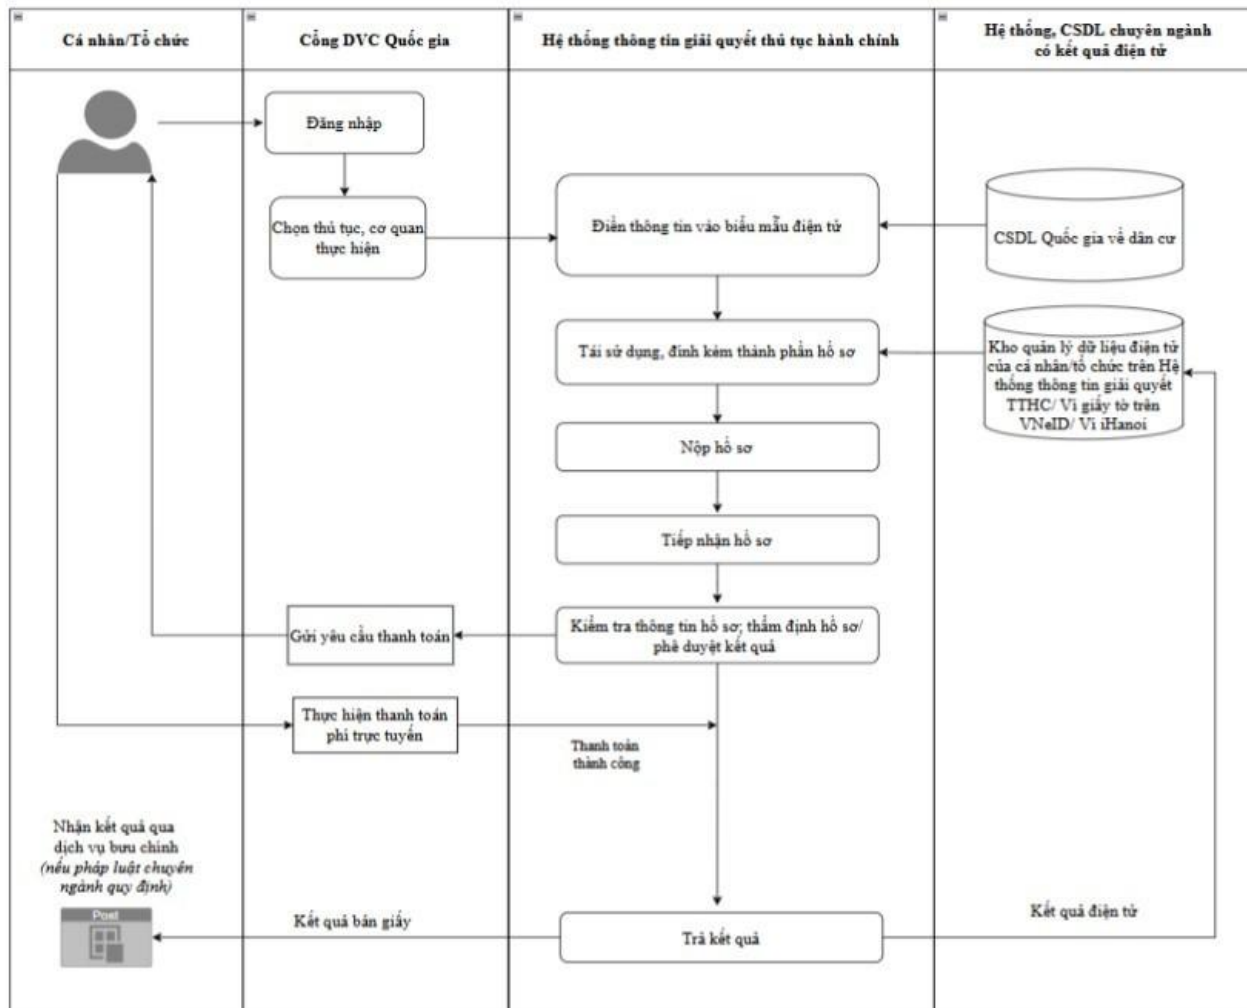 Cá nhân/Tổ chức
Cổng DVC Quốc gia
Hệ thống thông tin giải quyết thủ tục hành chính
Hệ thống, CSDL chuyên ngành
có kết quả điện tử
Đăng nhập
Chọn thủ tục, cơ quan
thực hiện
Điền thông tin vào biểu mẫu điện tử
CSDL Quốc gia về dân cư
Tái sử dụng, đính kèm thành phần hồ sơ
Kho quản lý dữ liệu điện tử
của cá nhân/tổ chức trên Hệ
thống thông tin giải quyết
TTHC/ Ví giấy tờ trên
VNeID/ Ví iHanoi
Nộp hồ sơ
Tiếp nhận hồ sơ
Gửi yêu cầu thanh toán
Kiểm tra thông tin hồ sơ; thẩm định hồ sơ/
phê duyệt kết quả
Thực hiện thanh toán
phí trực tuyến
Thanh toán
thành công
Nhận kết quả qua
dịch vụ bưu chính
(nếu pháp luật chuyên
ngành quy định)
Post
Kết quả bản giấy
Trả kết quả
Kết quả điện tử